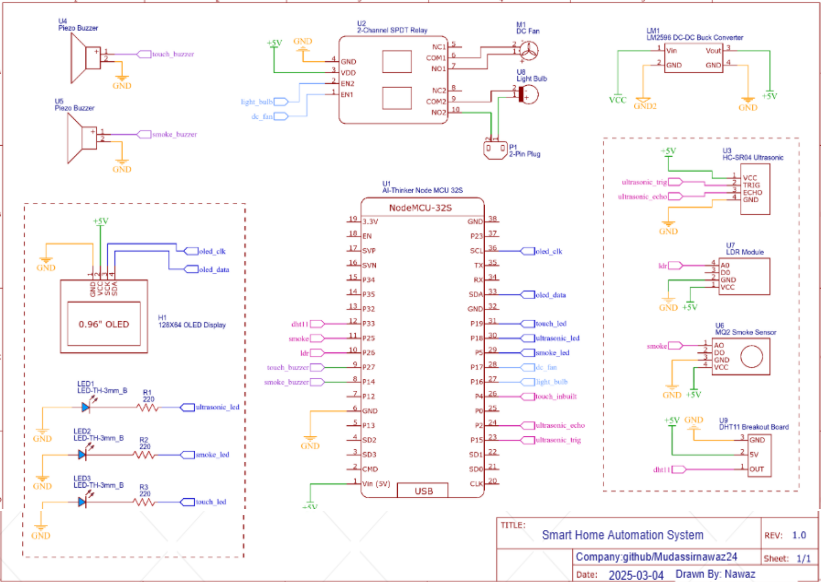 U4
Piezo Buzzer
touch_buzzer
GND
U5
Piezo Buzzer
smoke_buzzer
GND
U2
2-Channel SPDT Relay
+5V
GND
4 GND
3 VDD
2 EN2
1 EN1
light_bulb
dc_fan
NC1 5
COM1 6
NO1 7
NC2 8
COM2 9
NO2 10
M1
DC Fan
U8
Light Bulb
P1
2-Pin Plug
LM1
LM2596 DC-DC Buck Converter
1 Vin Vout 3
2 GND GND 4
VCC
GND2
GND
+5V
U1
Ai-Thinker Node MCU 32S
NodeMCU-32S
19 3.3V GND 38
18 EN P23 37
17 SVP SCL 36 oled_clk
16 SVN TX 35
15 P34 RX 34
14 P35 SDA 33 oled_data
13 P32 GND 32
dht11 12 P33 P19 31 touch_led
smoke 11 P25 P18 30 ultrasonic_led
ldr 10 P26 P5 29 smoke_led
touch_buzzer 9 P27 P17 28 dc_fan
smoke_buzzer 8 P14 P16 27 light_bulb
7 P12 P4 26 touch_inbuilt
6 GND P0 25
5 P13 P2 24 ultrasonic_echo
4 SD2 P15 23 ultrasonic_trig
3 SD3 SD1 22
2 CMD SD0 21
1 Vin (5V) CLK 20
GND
+5V
USB
+5V
GND
oled_clk
oled_data
1 2 3 4
GND
VCC
SCK
SDA
0.96" OLED
H1
128X64 OLED Display
LED1
LED-TH-3mm_B
R1
220
ultrasonic_led
GND
LED2
LED-TH-3mm_B
R2
220
smoke_led
GND
LED3
LED-TH-3mm_B
R3
220
touch_led
GND
+5V
U3
HC-SR04 Ultrasonic
1 VCC
2 TRIG
3 ECHO
4 GND
ultrasonic_trig
ultrasonic_echo
GND
U7
LDR Module
ldr
4 A0
3 D0
2 GND
1 VCC
GND
+5V
U6
MQ2 Smoke Sensor
smoke
1 AO
2 DO
3 GND
4 VCC
GND
+5V
U9
DHT11 Breakout Board
+5V
GND
3 GND
2 5V
1 OUT
dht11
TITLE:
Smart Home Automation System
REV: 1.0
Company:github/Mudassirnawaz24
Sheet: 1/1
Date: 2025-03-04 Drawn By: Nawaz